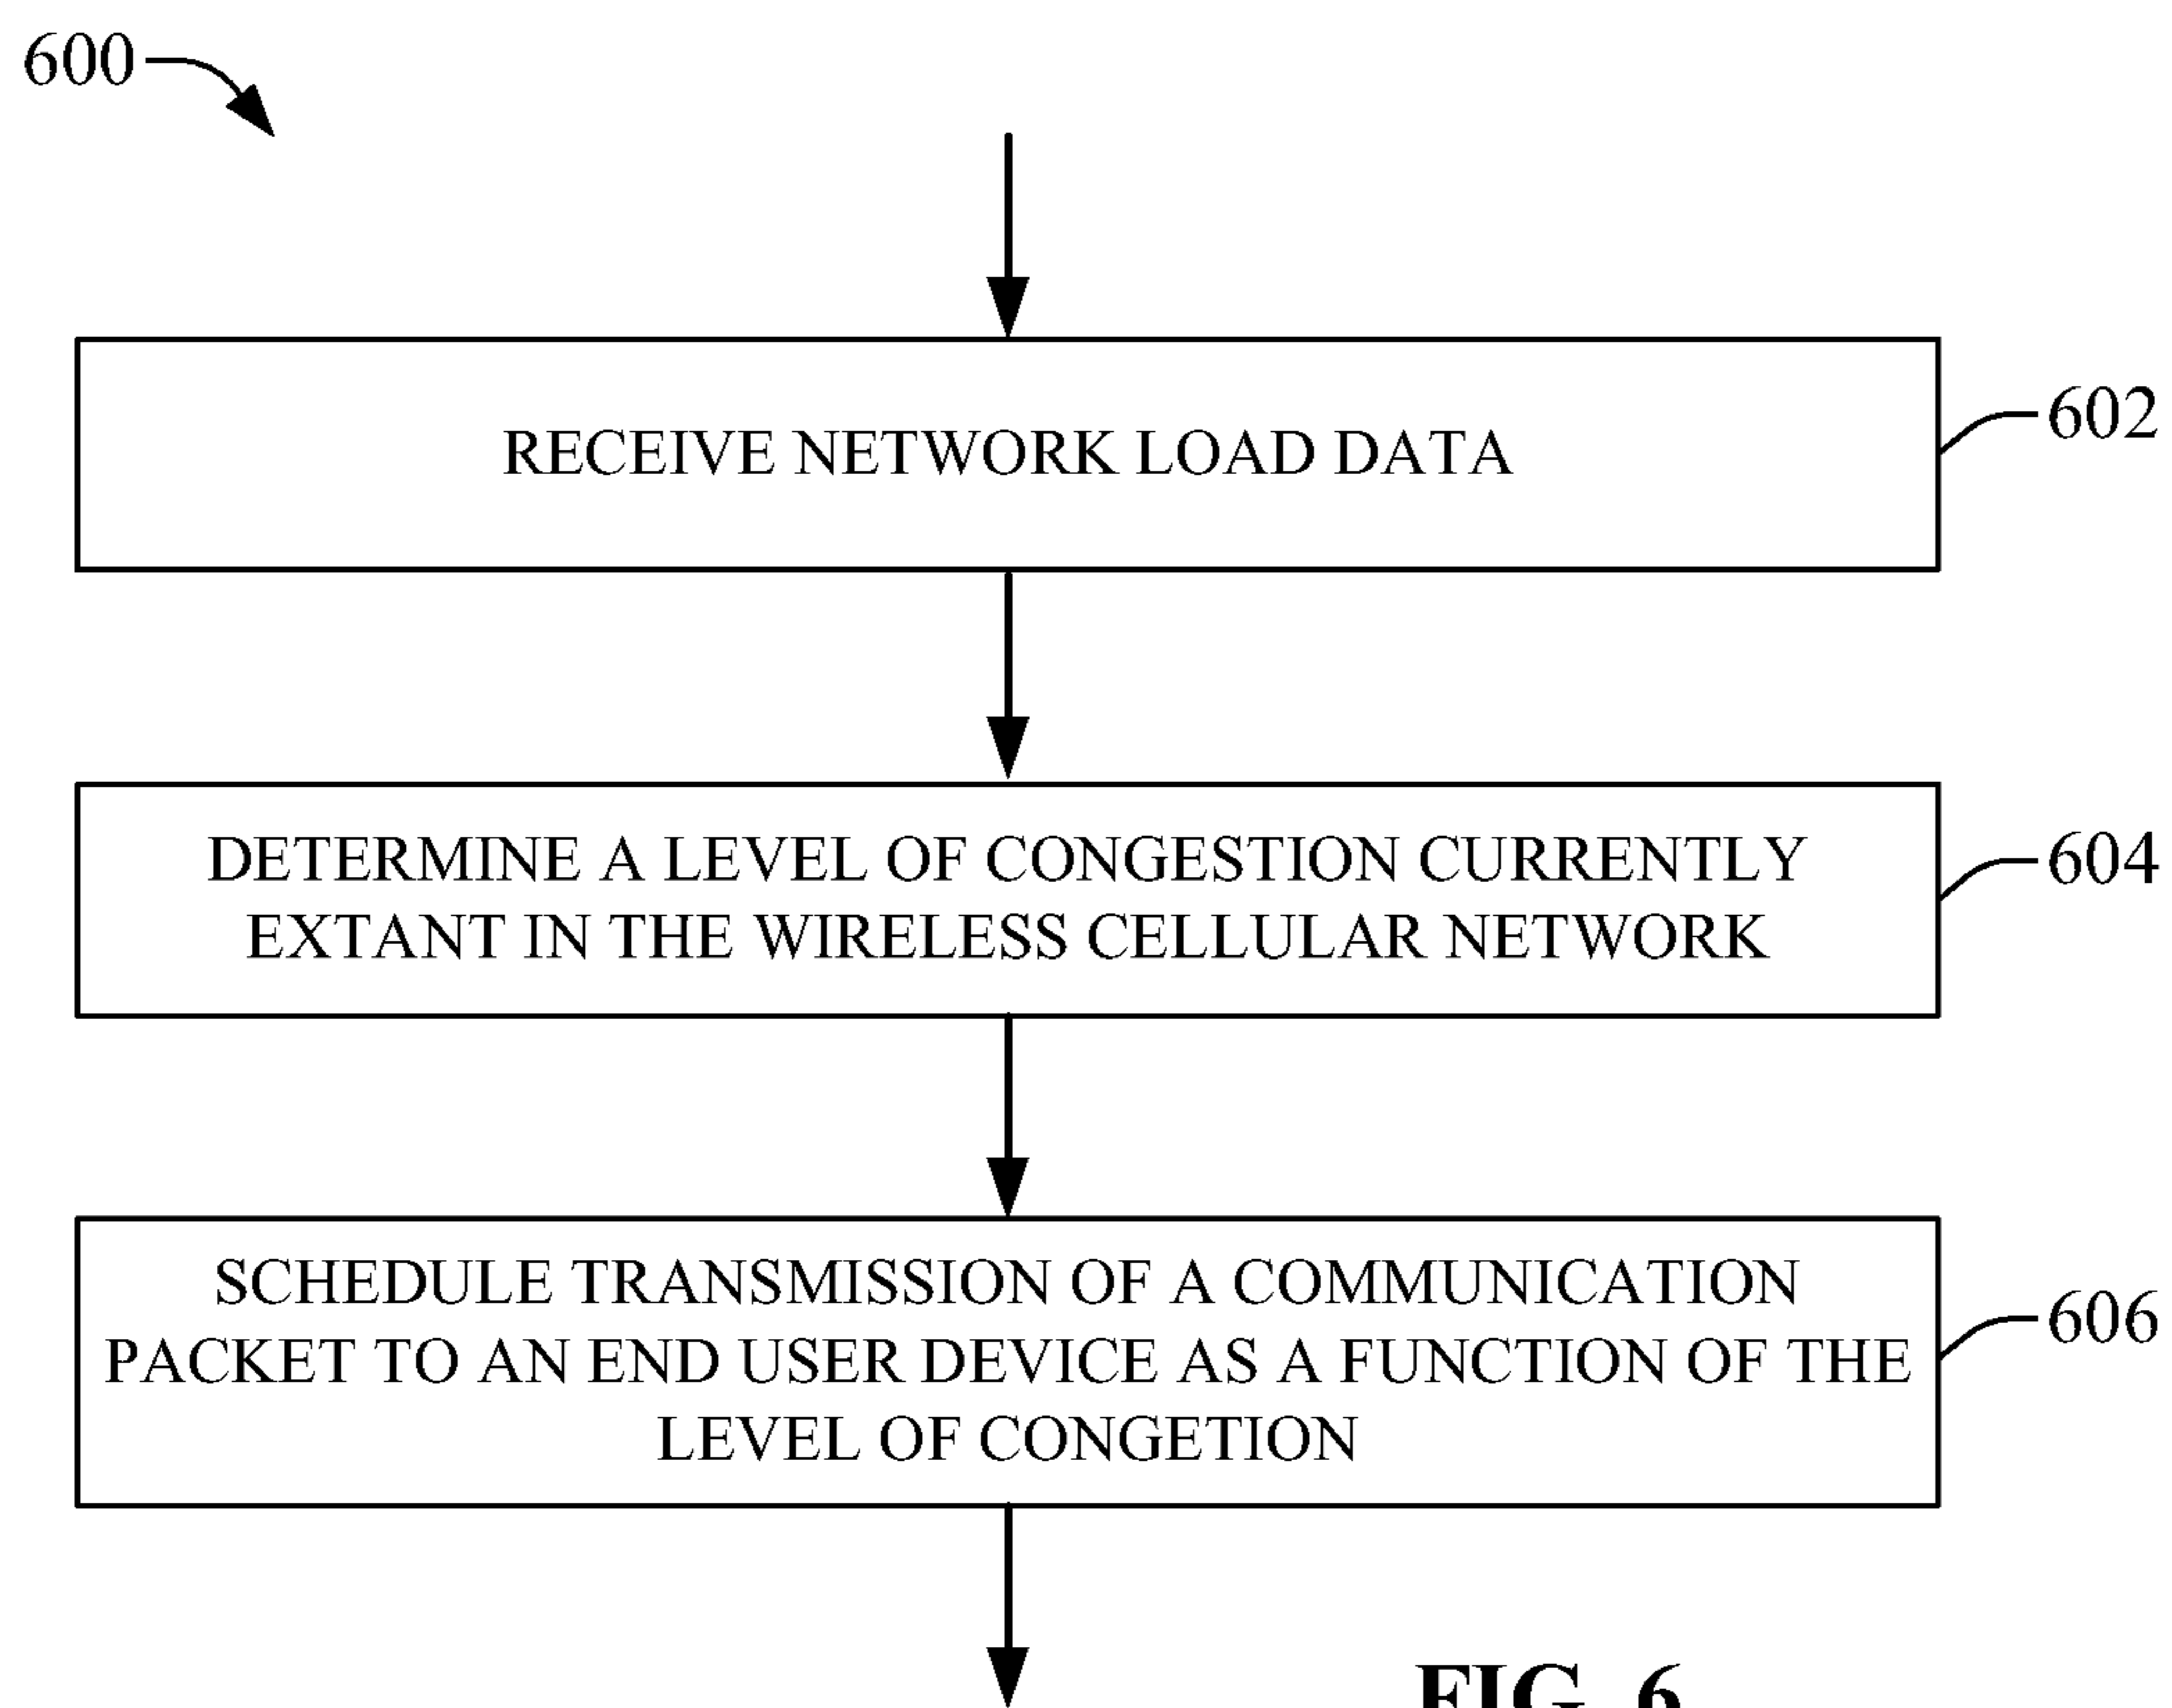 600
RECEIVE NETWORK LOAD DATA
602
DETERMINE A LEVEL OF CONGESTION CURRENTLY
EXTANT IN THE WIRELESS CELLULAR NETWORK
604
SCHEDULE TRANSMISSION OF A COMMUNICATION
PACKET TO AN END USER DEVICE AS A FUNCTION OF THE
LEVEL OF CONGETION
606
FIG. 6